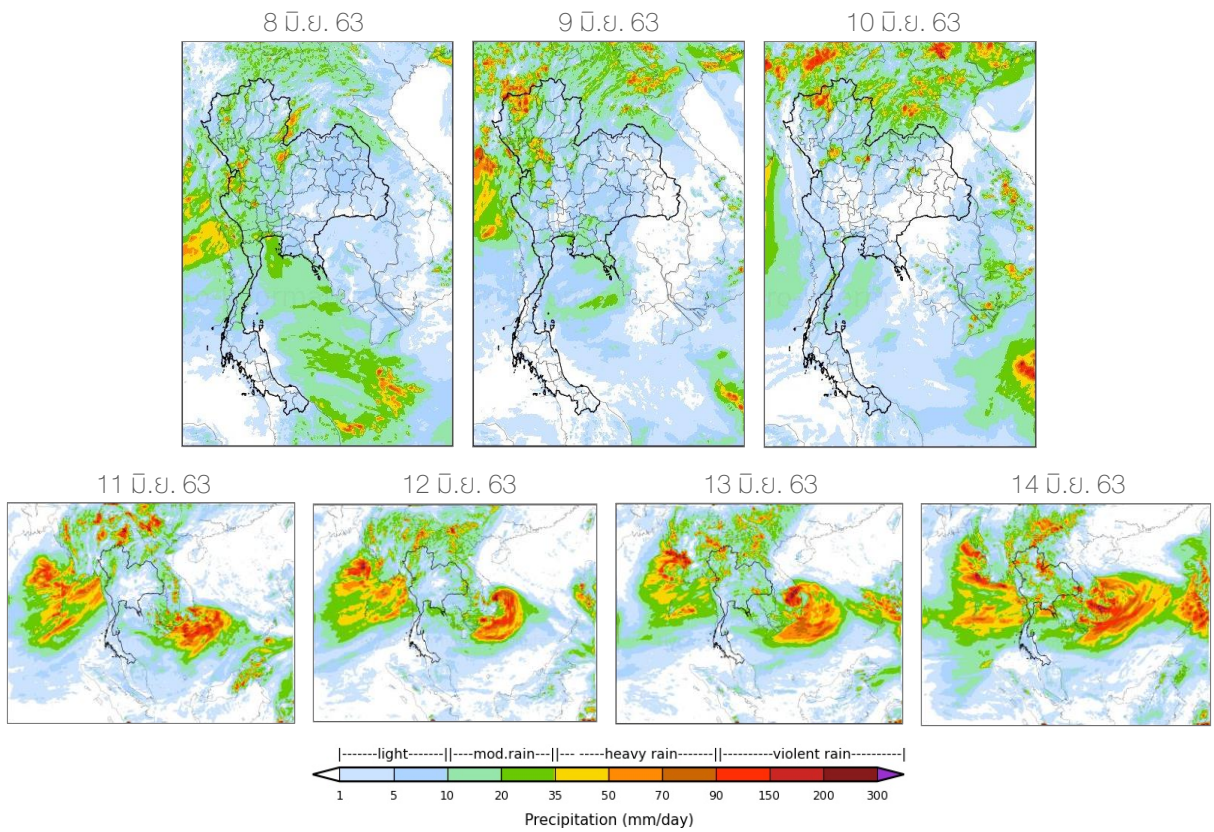 8 มิ.ย. 63
9 มิ.ย. 63
10 มิ.ย. 63
11 มิ.ย. 63
12 มิ.ย. 63
13 มิ.ย. 63
14 มิ.ย. 63
|-------light-------||----mod.rain---||--- -----heavy rain-------||---------violent rain----------|
1 5 10 20 35 50 70 90 150 200 300
Precipitation (mm/day)